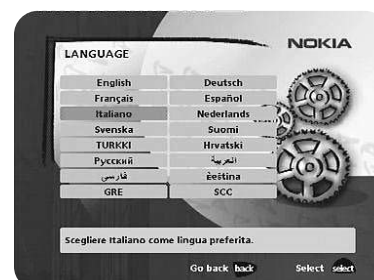 NOKIA
LANGUAGE
English Deutsch
Français Español
Italiano Nederlands
Svenska Suomi
TURKKI Hrvatski
Русский العربية
فارسی èeština
GRE SCC
Scegliere Italiano come lingua preferita.
Go back back Select select